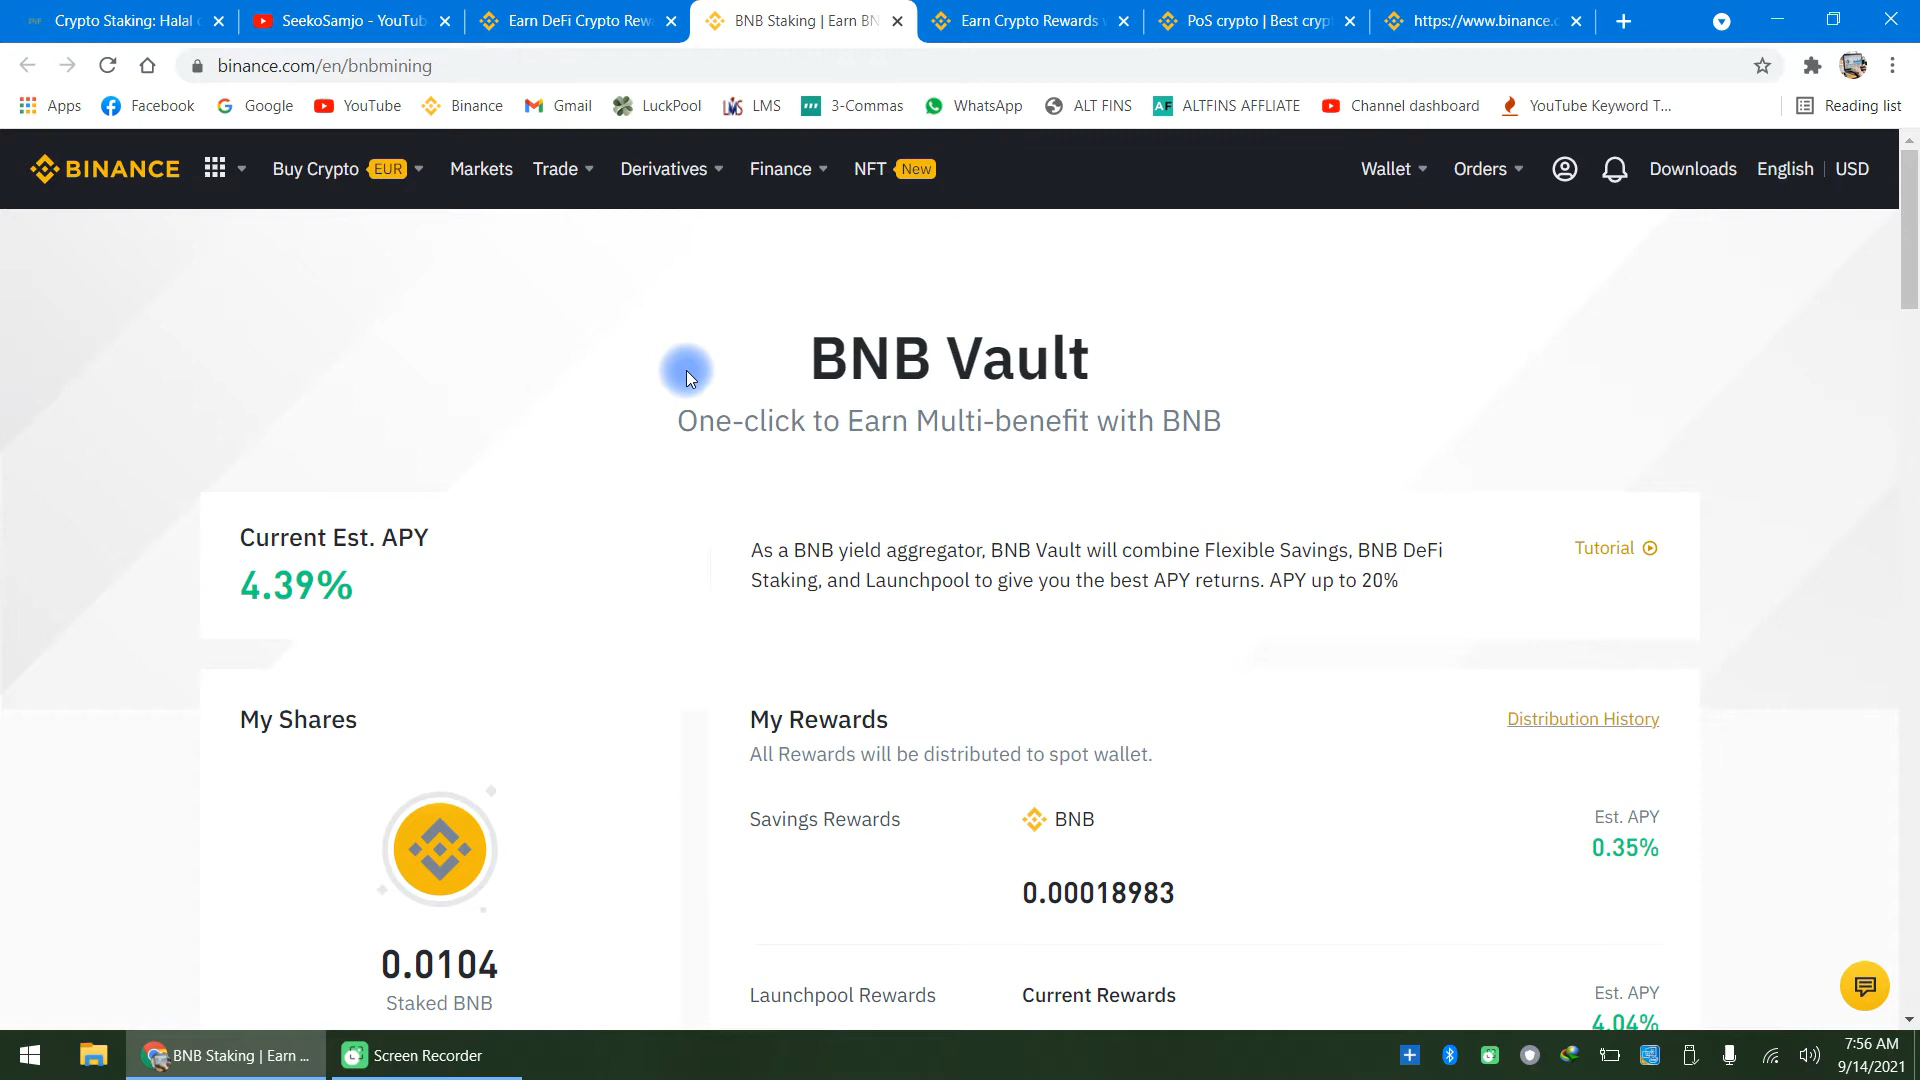 Crypto Staking: Halal
SeekoSamjo - YouTub
Earn DeFi Crypto Rew
BNB Staking | Earn BN
Earn Crypto Rewards
PoS crypto | Best cryp
https://www.binance.c
binance.com/en/bnbmining
Apps
Facebook
Google
YouTube
Binance
Gmail
LuckPool
LMS
3-Commas
WhatsApp
ALT FINS
ALTFINS AFFLIATE
Channel dashboard
YouTube Keyword T...
Reading list
BINANCE
Buy Crypto EUR
Markets
Trade
Derivatives
Finance
NFT New
Wallet
Orders
Downloads
English
USD
BNB Vault
One-click to Earn Multi-benefit with BNB
Current Est. APY
4.39%
As a BNB yield aggregator, BNB Vault will combine Flexible Savings, BNB DeFi
Staking, and Launchpool to give you the best APY returns. APY up to 20%
Tutorial
My Shares
0.0104
Staked BNB
My Rewards
Distribution History
All Rewards will be distributed to spot wallet.
Savings Rewards
BNB
Est. APY
0.35%
0.00018983
Launchpool Rewards
Current Rewards
Est. APY
4.04%
BNB Staking | Earn ...
Screen Recorder
7:56 AM
9/14/2021